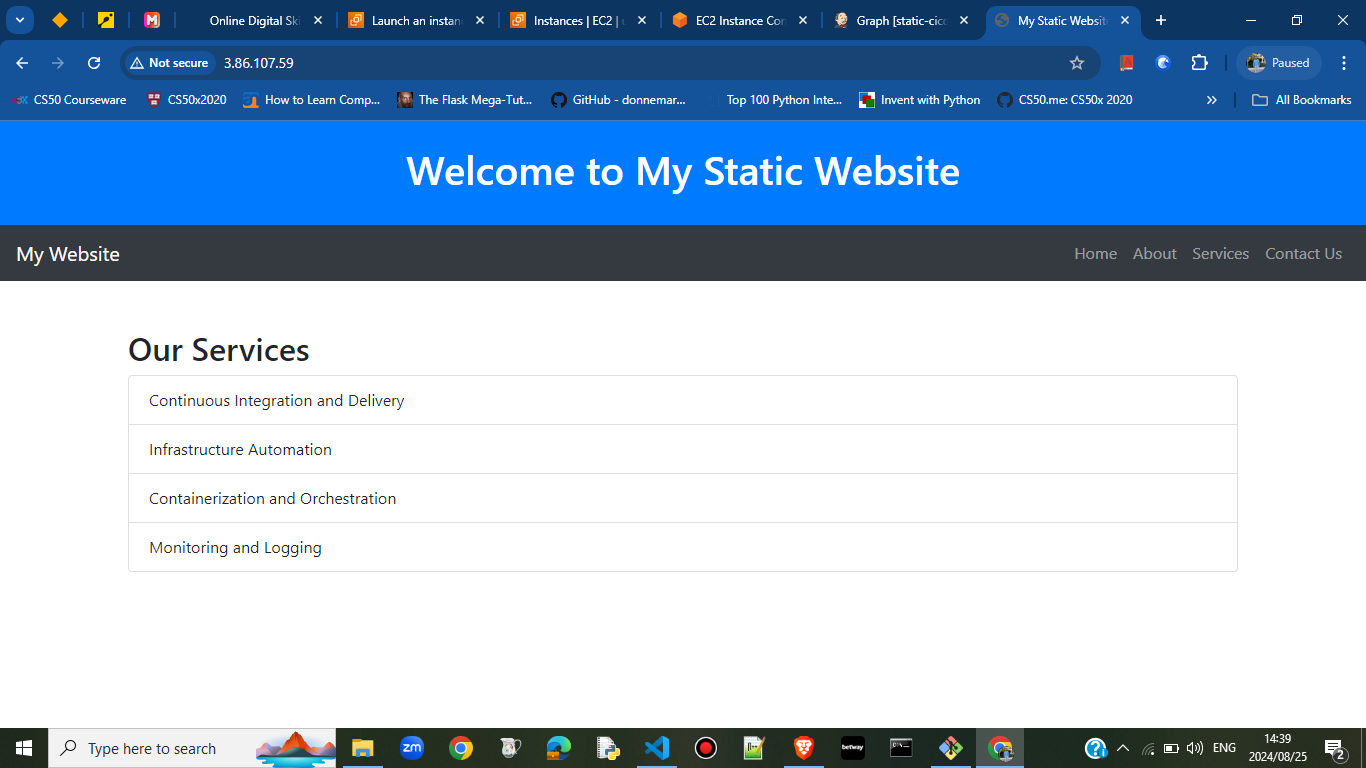 Online Digital Ski
Launch an instan
Instances | EC2 | u
EC2 Instance Con
Graph [static-cicd
My Static Website
Not secure
3.86.107.59
Paused
CS50 Courseware
CS50x2020
How to Learn Comp...
The Flask Mega-Tut...
GitHub - donnemar...
Top 100 Python Inte...
Invent with Python
CS50.me: CS50x 2020
All Bookmarks
Welcome to My Static Website
My Website
Home
About
Services
Contact Us
Our Services
Continuous Integration and Delivery
Infrastructure Automation
Containerization and Orchestration
Monitoring and Logging
Type here to search
zm
betway
ENG
14:39
2024/08/25
2